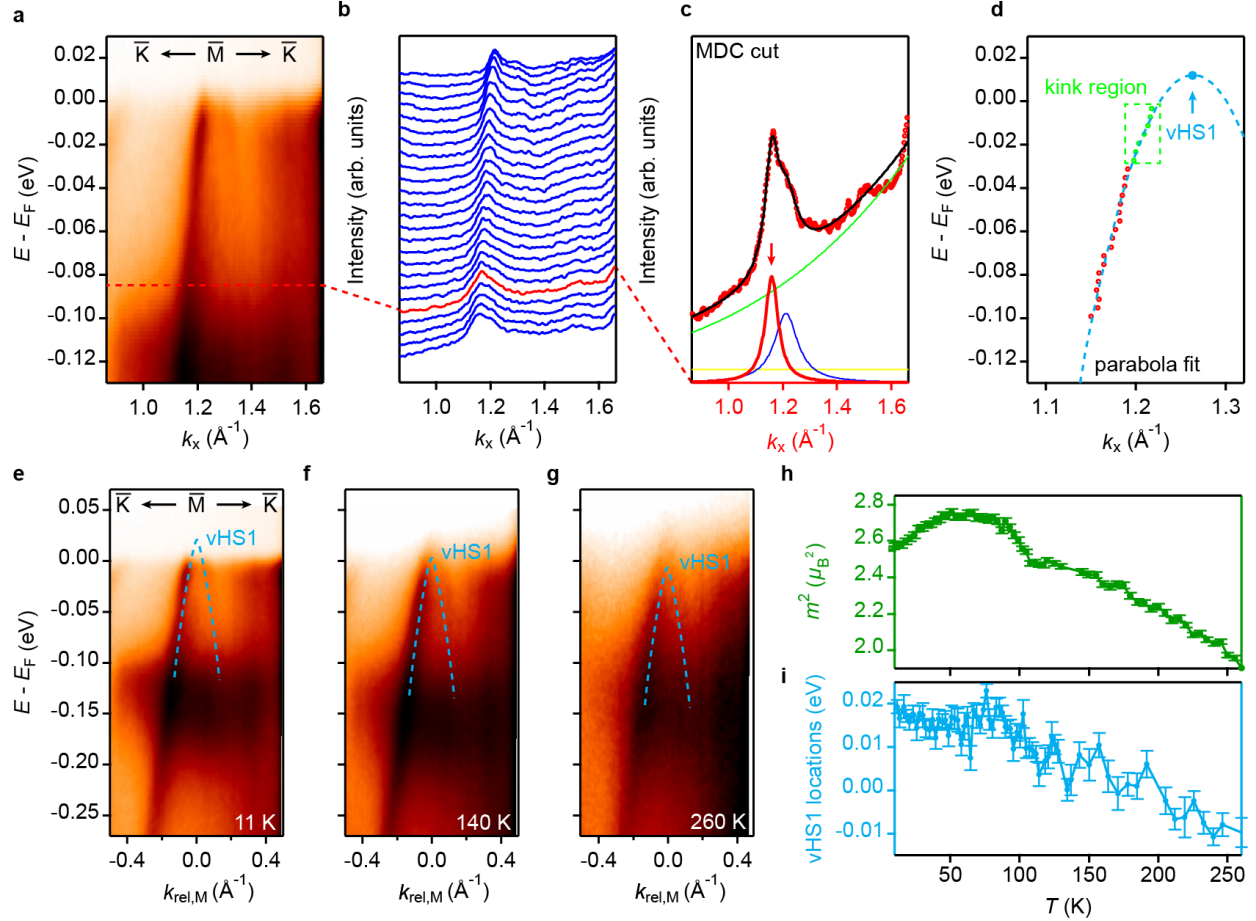 a
K̅ ← M̅ → K̅
0.02
0.00
-0.02
-0.04
-0.06
-0.08
-0.10
-0.12
E - E_F (eV)
1.0 1.2 1.4 1.6
k_x (Å⁻¹)
b
Intensity (arb. units)
1.0 1.2 1.4 1.6
k_x (Å⁻¹)
c
MDC cut
Intensity (arb. units)
1.0 1.2 1.4 1.6
k_x (Å⁻¹)
d
kink region
vHS1
parabola fit
0.02
0.00
-0.02
-0.04
-0.06
-0.08
-0.10
-0.12
E - E_F (eV)
1.1 1.2 1.3
k_x (Å⁻¹)
e
K̅ ← M̅ → K̅
vHS1
11 K
0.05
0.00
-0.05
-0.10
-0.15
-0.20
-0.25
E - E_F (eV)
-0.4 0.0 0.4
k_rel,M (Å⁻¹)
f
vHS1
140 K
-0.4 0.0 0.4
k_rel,M (Å⁻¹)
g
vHS1
260 K
-0.4 0.0 0.4
k_rel,M (Å⁻¹)
h
2.8
2.6
2.4
2.2
2.0
m² (μ_B²)
i
0.02
0.01
0.00
-0.01
vHS1 locations (eV)
50 100 150 200 250
T (K)